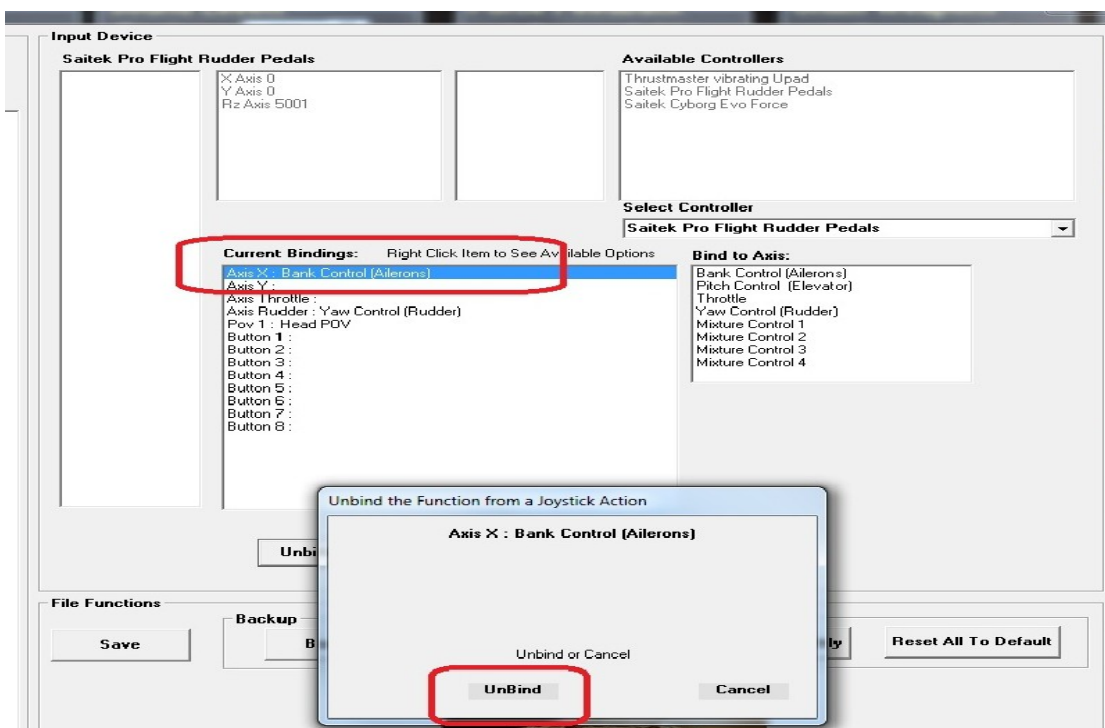 Input Device
Saitek Pro Flight Rudder Pedals
Available Controllers
X Axis 0
Y Axis 0
Rz Axis 5001
Thrustmaster vibrating Upad
Saitek Pro Flight Rudder Pedals
Saitek Cyborg Evo Force
Select Controller
Saitek Pro Flight Rudder Pedals
Current Bindings: Right Click Item to See Available Options
Bind to Axis:
Axis X : Bank Control (Ailerons)
Axis Y :
Axis Throttle :
Axis Rudder : Yaw Control (Rudder)
Pov 1 : Head POV
Button 1 :
Button 2 :
Button 3 :
Button 4 :
Button 5 :
Button 6 :
Button 7 :
Button 8 :
Bank Control (Ailerons)
Pitch Control (Elevator)
Throttle
Yaw Control (Rudder)
Mixture Control 1
Mixture Control 2
Mixture Control 3
Mixture Control 4
Unbind the Function from a Joystick Action
Axis X : Bank Control (Ailerons)
Unbi
Unbind or Cancel
UnBind Cancel
File Functions
Save
Backup
B
ly
Reset All To Default